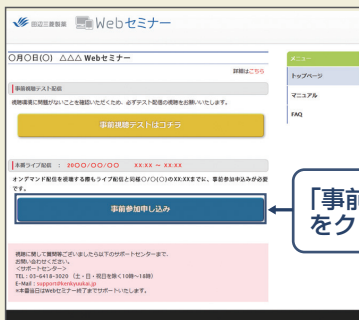 田辺三菱製薬 Webセミナー
〇月〇日(〇) △△△ Webセミナー
詳細はこちら
事前視聴テスト配信
視聴環境に問題がないことを確認いただくため、必ずテスト配信の視聴をお願いいたします。
事前視聴テストはコチラ
本番ライブ配信 : 20〇〇/〇〇/〇〇 XX:XX ~ XX:XX
オンデマンド配信を視聴する際もライブ配信と同様〇/〇(〇)のXX:XXまでに、事前参加申込みが必要
です。
事前参加申し込み
視聴に関して質問等ございましたら以下のサポートセンターまで、
お問い合わせください。
<サポートセンター>
TEL:03-6418-3020 (土・日・祝日を除く10時~18時)
E-Mail:support@kenkyuukai.jp
※本番当日はWebセミナー終了までサポートいたします。
メニュー
トップページ
マニュアル
FAQ
「事前
をク